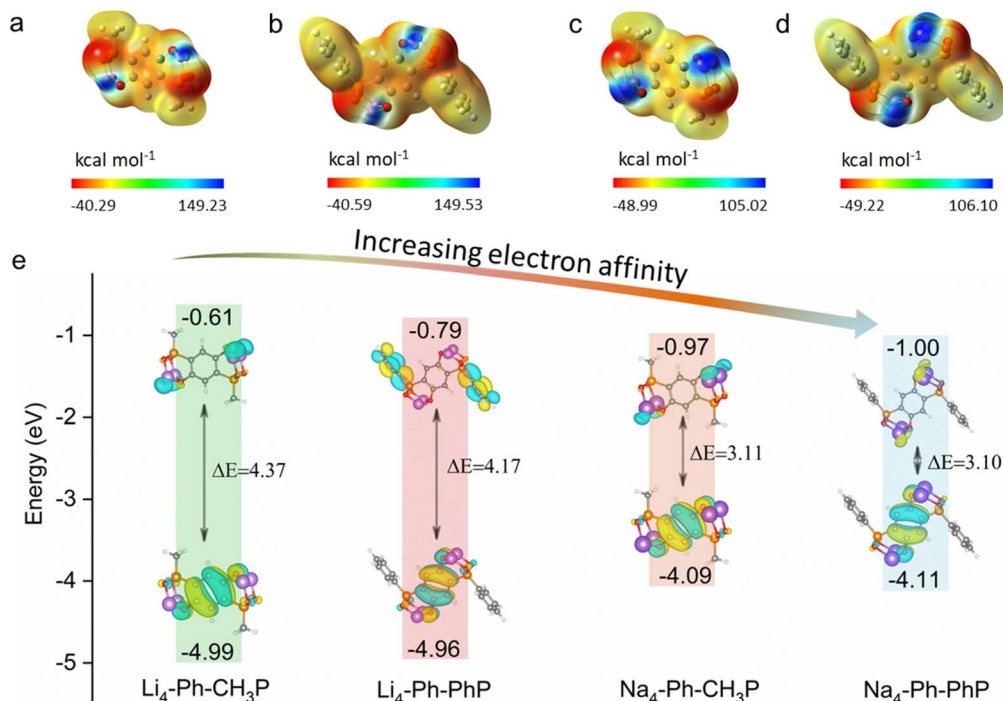 a
b
c
d
kcal mol⁻¹
kcal mol⁻¹
kcal mol⁻¹
kcal mol⁻¹
-40.29 149.23
-40.59 149.53
-48.99 105.02
-49.22 106.10
e
Increasing electron affinity
Energy (eV)
-1
-2
-3
-4
-5
-0.61
ΔE=4.37
-4.99
Li₄-Ph-CH₃P
-0.79
ΔE=4.17
-4.96
Li₄-Ph-PhP
-0.97
ΔE=3.11
-4.09
Na₄-Ph-CH₃P
-1.00
ΔE=3.10
-4.11
Na₄-Ph-PhP